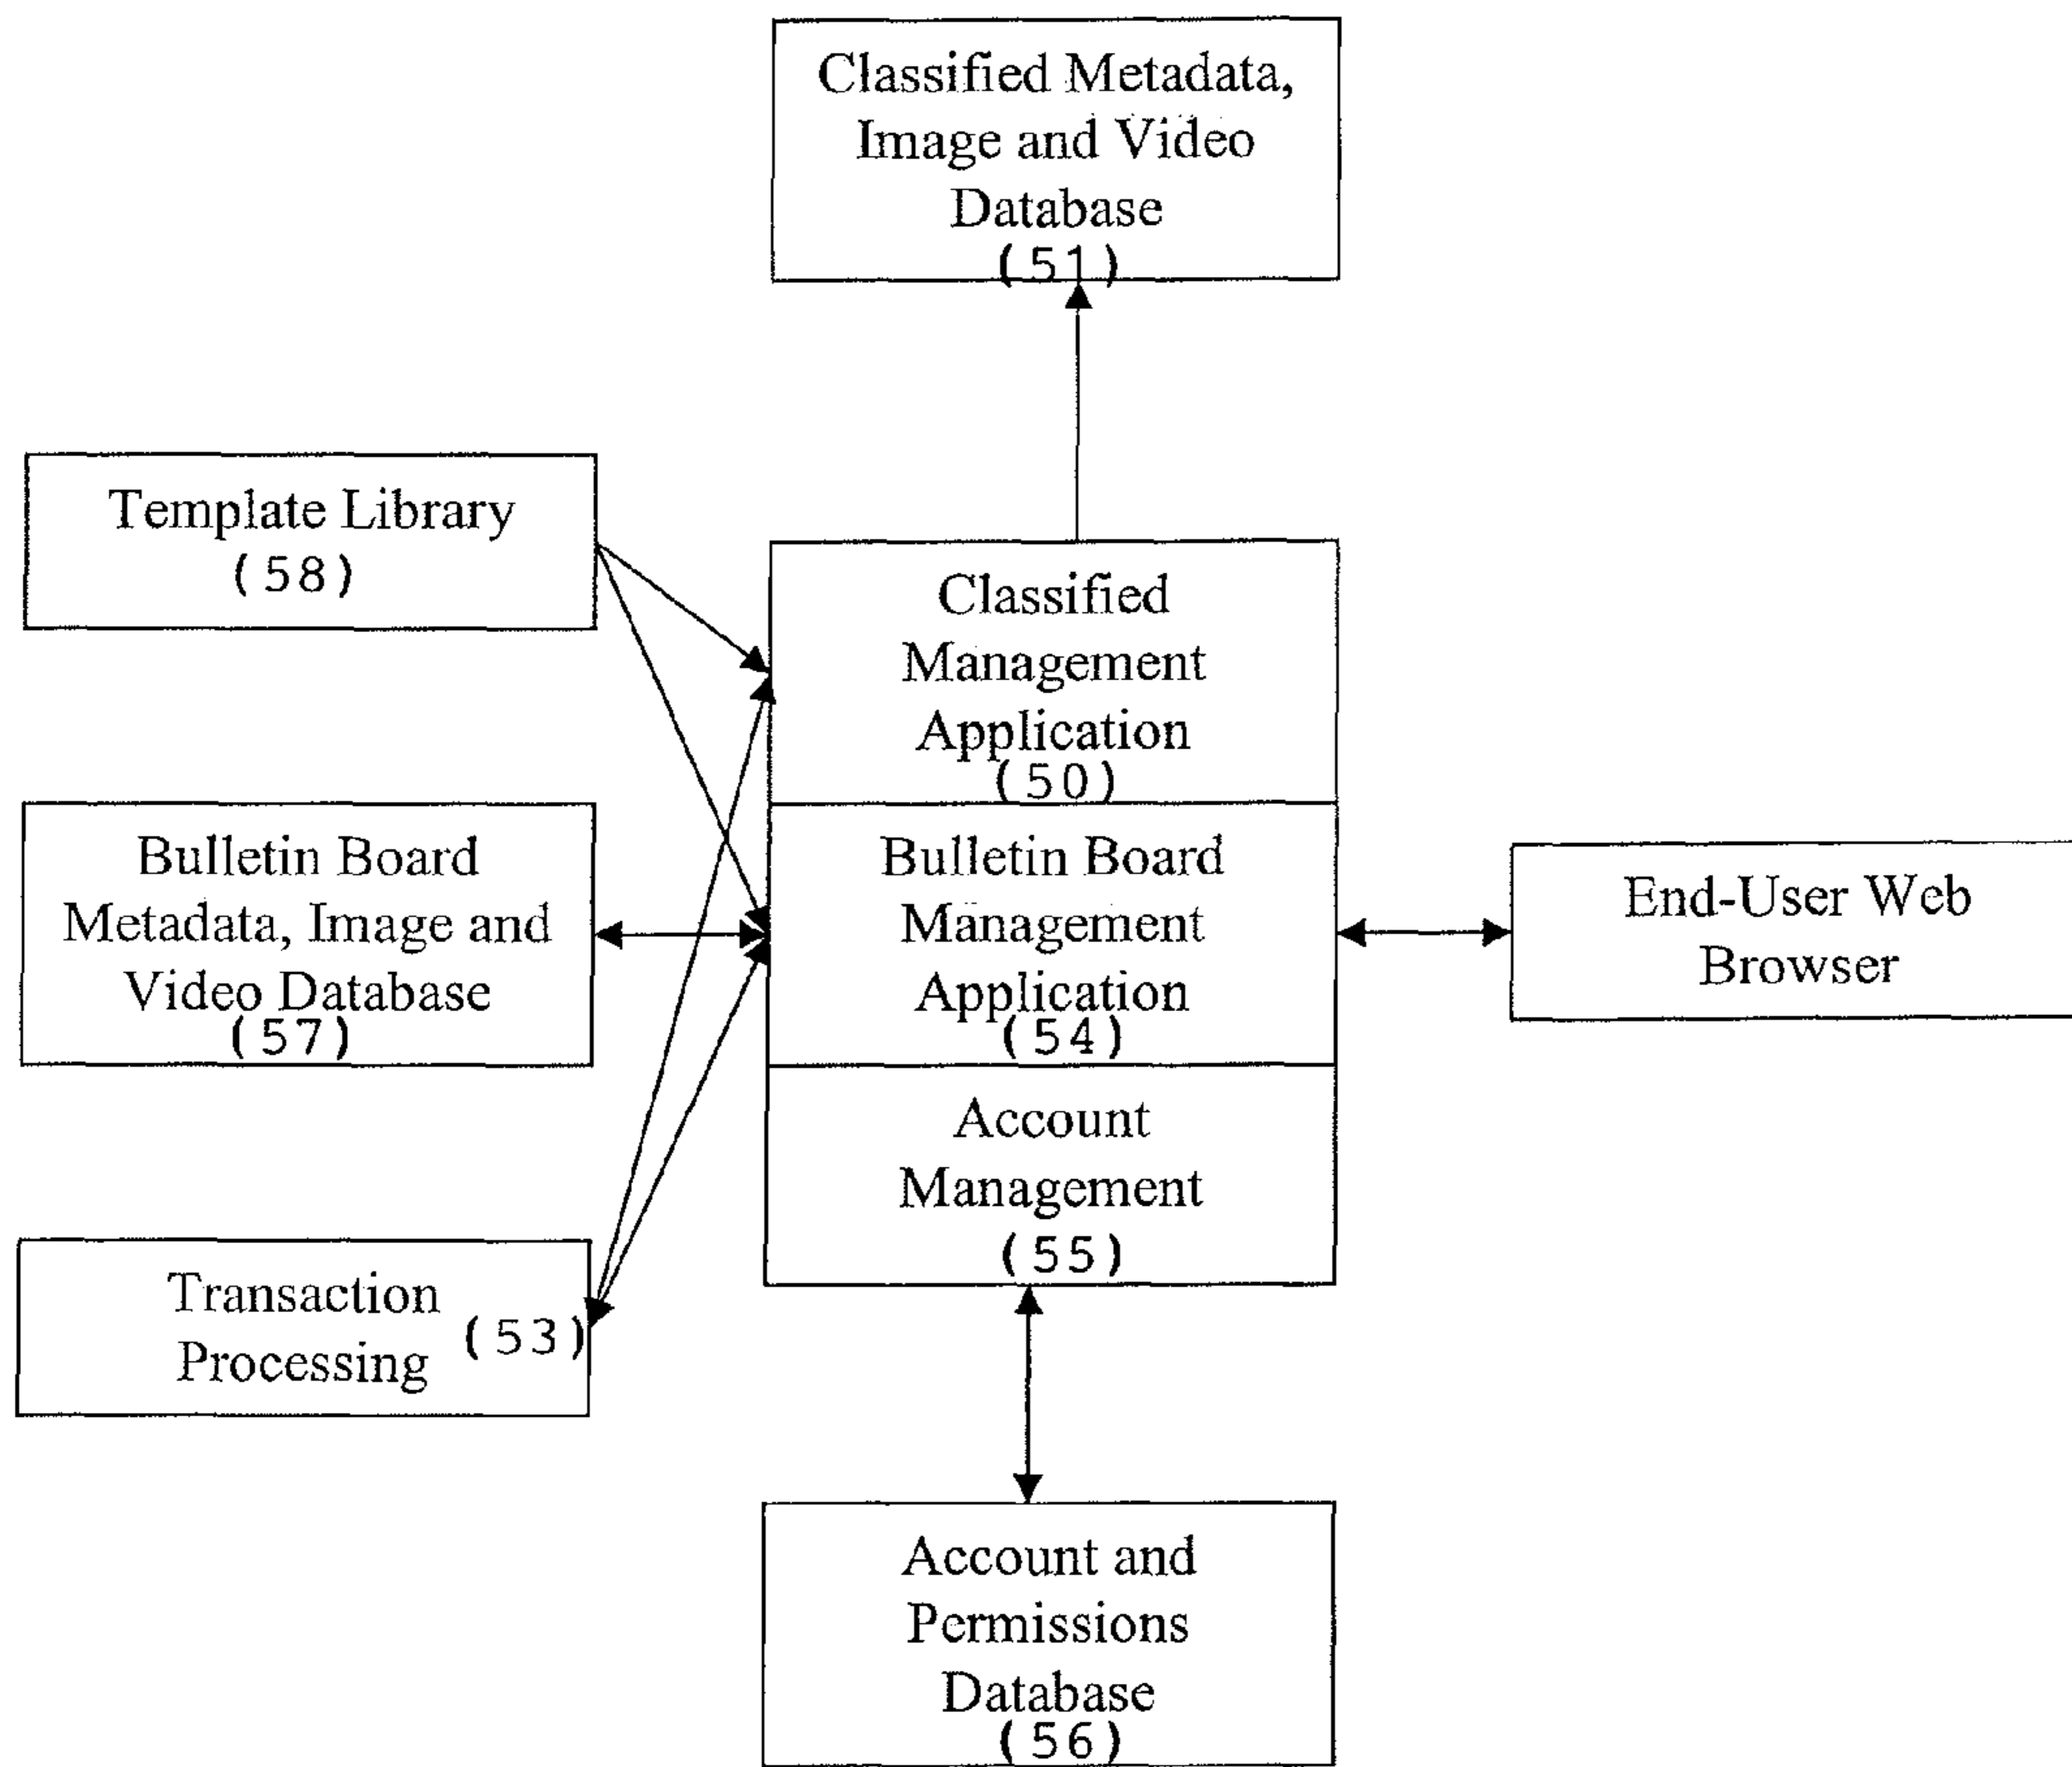 Classified Metadata,
Image and Video
Database
(51)
Template Library
(58)
Classified
Management
Application
(50)
Bulletin Board
Metadata, Image and
Video Database
(57)
Bulletin Board
Management
Application
(54)
End-User Web
Browser
Account
Management
(55)
Transaction
Processing (53)
Account and
Permissions
Database
(56)